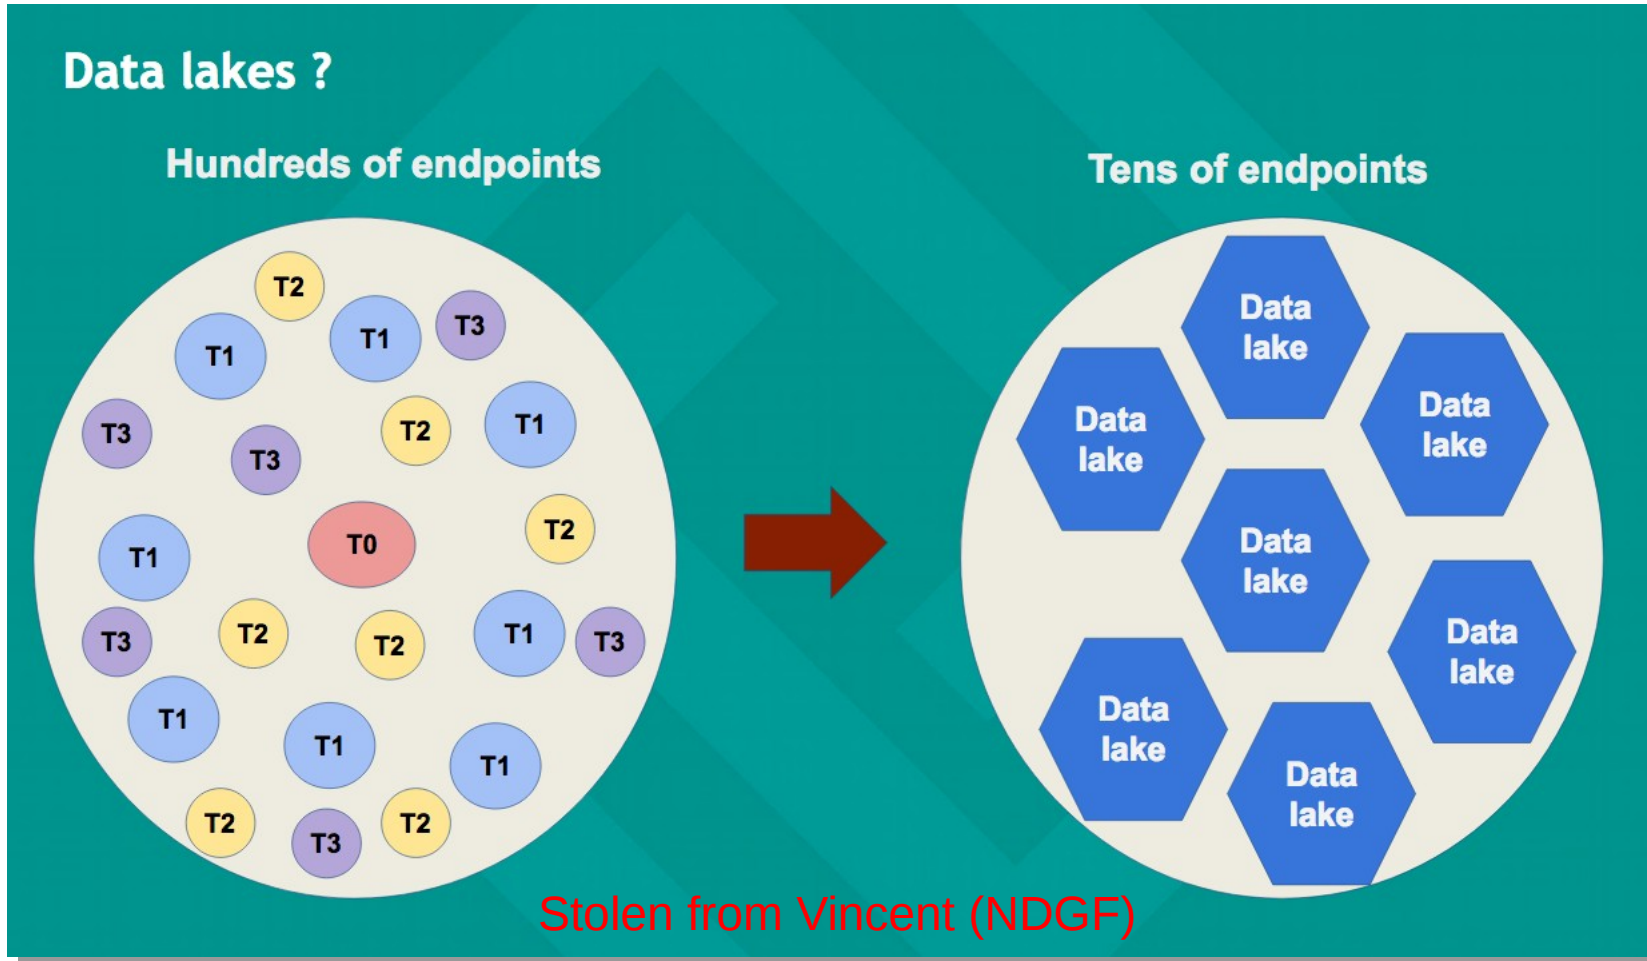 Data lakes ?
Hundreds of endpoints
T2
T1
T3
T1
T2
T1
T3
T3
T2
T0
T1
T2
T2
T1
T3
T3
T1
T1
T1
T2
T3
T2
Tens of endpoints
Data
lake
Data
lake
Data
lake
Data
lake
Data
lake
Data
lake
Data
lake
Stolen from Vincent (NDGF)